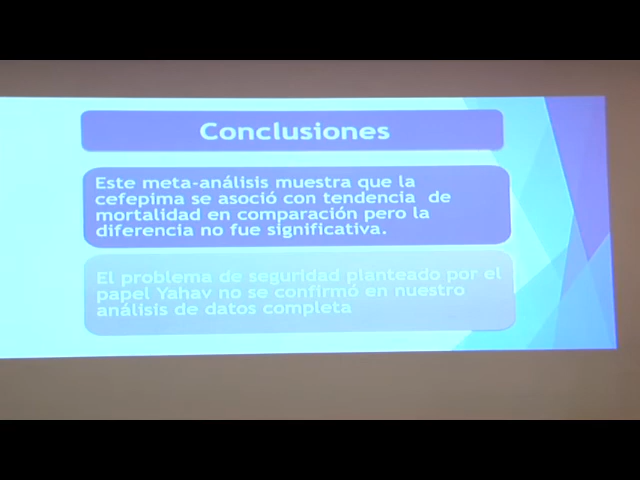 Conclusiones
Este meta-análisis muestra que la
cefepima se asoció con tendencia de
mortalidad en comparación pero la
diferencia no fue significativa.
El problema de seguridad planteado por el
papel Yahav no se confirmó en nuestro
análisis de datos completa